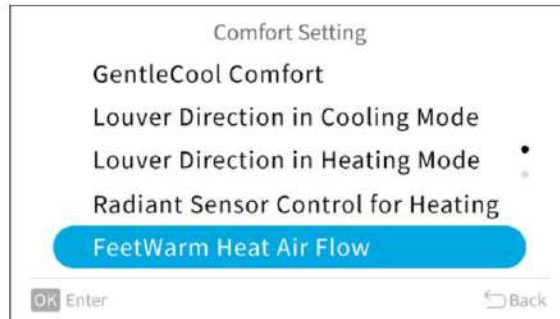 Comfort Setting
GentleCool Comfort
Louver Direction in Cooling Mode
Louver Direction in Heating Mode
Radiant Sensor Control for Heating
FeetWarm Heat Air Flow
OK Enter
Back